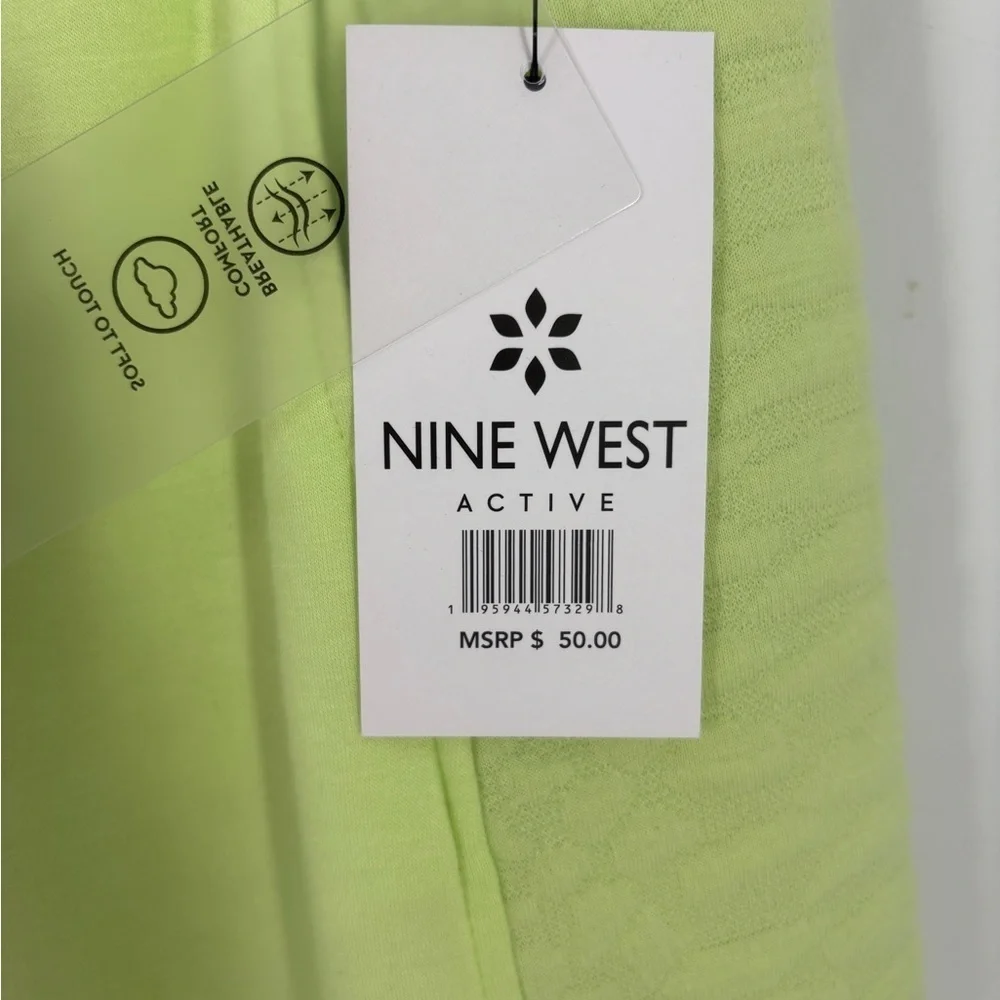 BREATHABLE
COMFORT
SOFT TO TOUCH
NINE WEST
ACTIVE
1 95944 57329 8
MSRP $ 50.00